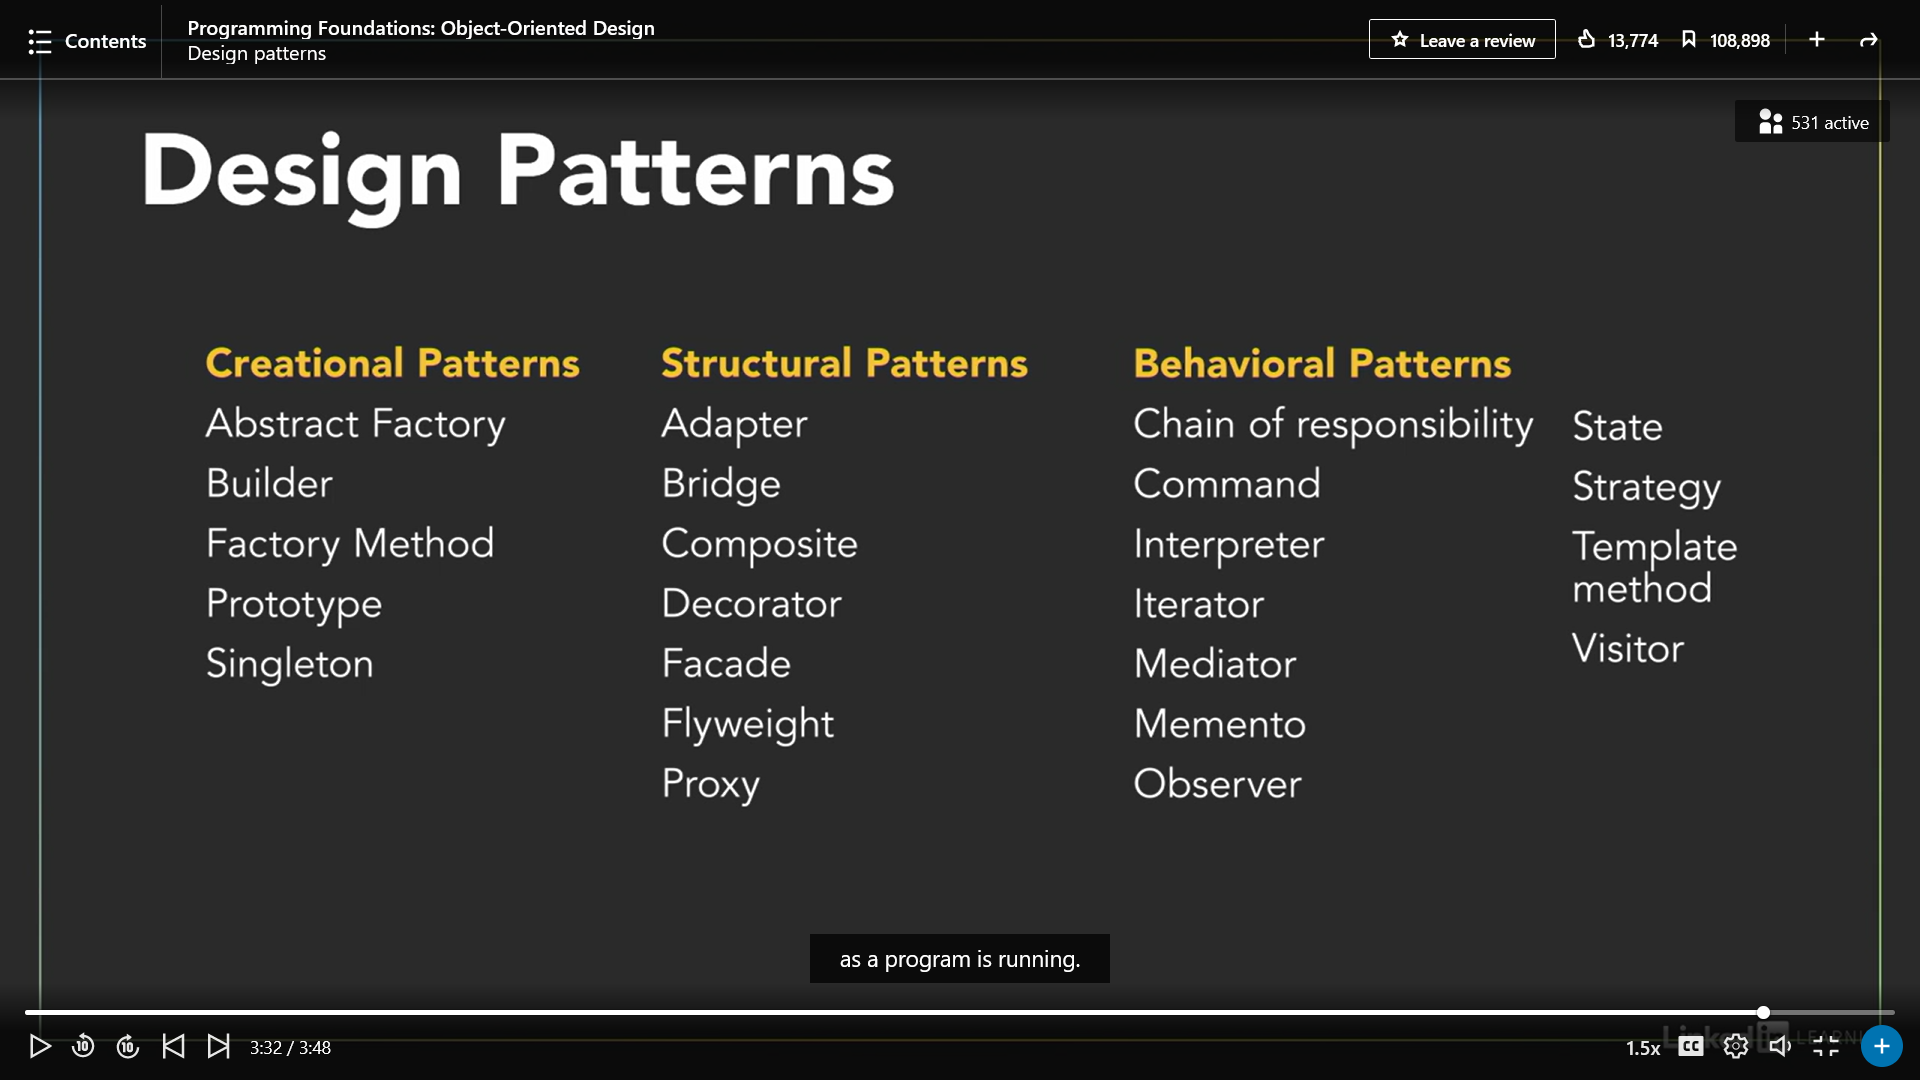 Contents
Programming Foundations: Object-Oriented Design
Design patterns
Leave a review
13,774
108,898
531 active
Design Patterns
Creational Patterns
Abstract Factory
Builder
Factory Method
Prototype
Singleton
Structural Patterns
Adapter
Bridge
Composite
Decorator
Facade
Flyweight
Proxy
Behavioral Patterns
Chain of responsibility
Command
Interpreter
Iterator
Mediator
Memento
Observer
State
Strategy
Template
method
Visitor
as a program is running.
10
10
3:32 / 3:48
1.5x
CC